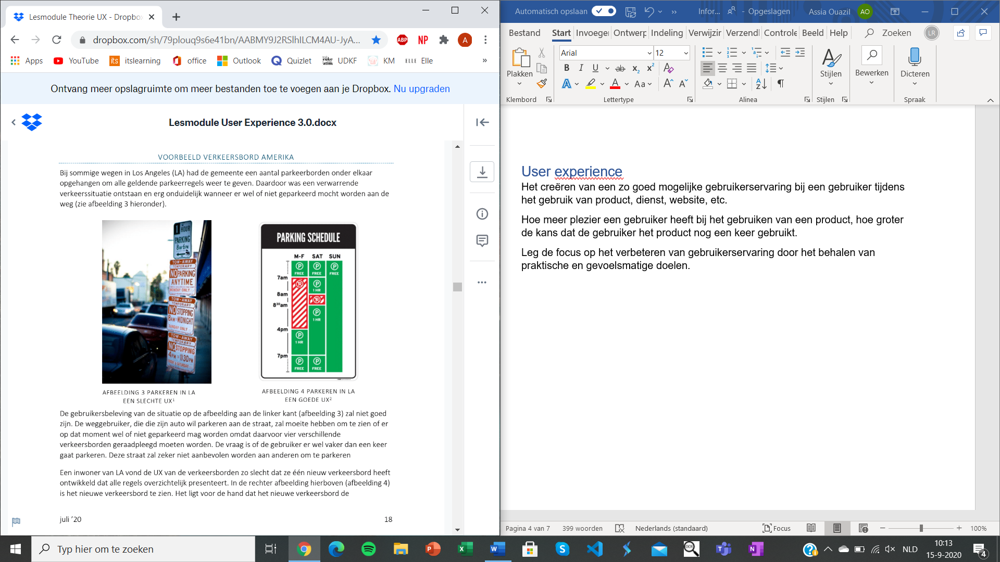 Lesmodule Theorie UX - Dropbox
dropbox.com/sh/79plouq9s6e41bn/AABMY9J2RSlhILCM4AU-JyA...
ABP
NP
A
Apps
YouTube
its
itslearning
office
Outlook
Quizlet
UDKF
KM
ELLE
Elle
»
Ontvang meer opslagruimte om meer bestanden toe te voegen aan je Dropbox. Nu upgraden
Lesmodule User Experience 3.0.docx
VOORBEELD VERKEERSBORD AMERIKA
Bij sommige wegen in Los Angeles (LA) had de gemeente een aantal parkeerborden onder elkaar
opgehangen om alle geldende parkeerregels weer te geven. Daardoor was een verwarrende
verkeerssituatie ontstaan en erg onduidelijk wanneer er wel of niet geparkeerd mocht worden aan de
weg (zie afbeelding 3 hieronder).
1 HOUR
PARKING
8AM-6PM
TOW-AWAY
TEMPORARY
NO PARKING
ANYTIME
MONDAY ONLY
TOW-AWAY
TEMPORARY
NO STOPPING
8AM-MIDNIGHT
SUNDAY ONLY
TOW-AWAY
TEMPORARY
NO STOPPING
4PM-11:30PM
PARKING SCHEDULE
M-F SAT SUN
P P P
FREE FREE FREE
7am
P
1 HR
8am
8³⁰am
P
1 HR
4pm
P
1 HR
7pm
P P
FREE FREE
AFBEELDING 3 PARKEREN IN LA
EEN SLECHTE UX¹
AFBEELDING 4 PARKEREN IN LA
EEN GOEDE UX²
De gebruikersbeleving van de situatie op de afbeelding aan de linker kant (afbeelding 3) zal niet goed
zijn. De weggebruiker, die die zijn auto wil parkeren aan de straat, zal moeite hebben om te zien of er
op dat moment wel of niet geparkeerd mag worden omdat daarvoor vier verschillende
verkeersborden geraadpleegd moeten worden. De vraag is of de gebruiker er wel vaker dan een keer
gaat parkeren. Deze straat zal zeker niet aanbevolen worden aan anderen om te parkeren
Een inwoner van LA vond de UX van de verkeersborden zo slecht dat ze één nieuw verkeersbord heeft
ontwikkeld dat alle regels overzichtelijk presenteert. In de rechter afbeelding hierboven (afbeelding 4)
is het nieuwe verkeersbord te zien. Het ligt voor de hand dat het nieuwe verkeersbord de
juli ’20 18
Automatisch opslaan
Infor... - Opgeslagen
Assia Ouazil
AO
Bestand Start Invoeger Ontwerp Indeling Verwijzir Verzendl Controle Beeld Help Zoeken LR
Plakken
Klembord
Arial 12
B I U ab x₂ x²
A A Aa A A
Lettertype
Alinea
Stijlen
Stijlen
Bewerken
Dicteren
Spraak
User experience
Het creëren van een zo goed mogelijke gebruikerservaring bij een gebruiker tijdens
het gebruik van product, dienst, website, etc.
Hoe meer plezier een gebruiker heeft bij het gebruiken van een product, hoe groter
de kans dat de gebruiker het product nog een keer gebruikt.
Leg de focus op het verbeteren van gebruikerservaring door het behalen van
praktische en gevoelsmatige doelen.
Pagina 4 van 7 399 woorden Nederlands (standaard) Focus 100%
Typ hier om te zoeken
NLD
10:13
15-9-2020
4